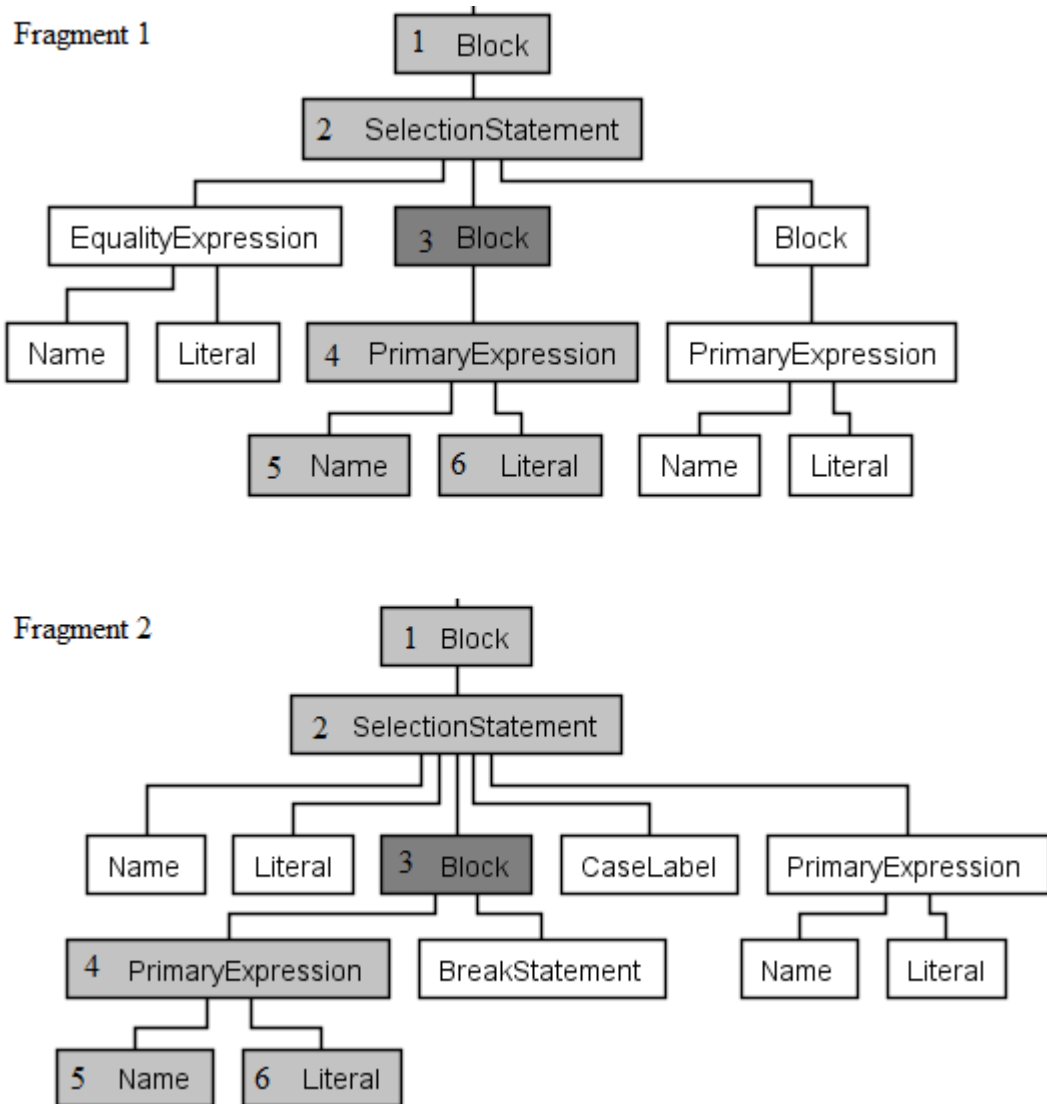 Fragment 1
1 Block
2 SelectionStatement
EqualityExpression 3 Block Block
Name Literal 4 PrimaryExpression PrimaryExpression
5 Name 6 Literal Name Literal
Fragment 2
1 Block
2 SelectionStatement
Name Literal 3 Block CaseLabel PrimaryExpression
4 PrimaryExpression BreakStatement Name Literal
5 Name 6 Literal